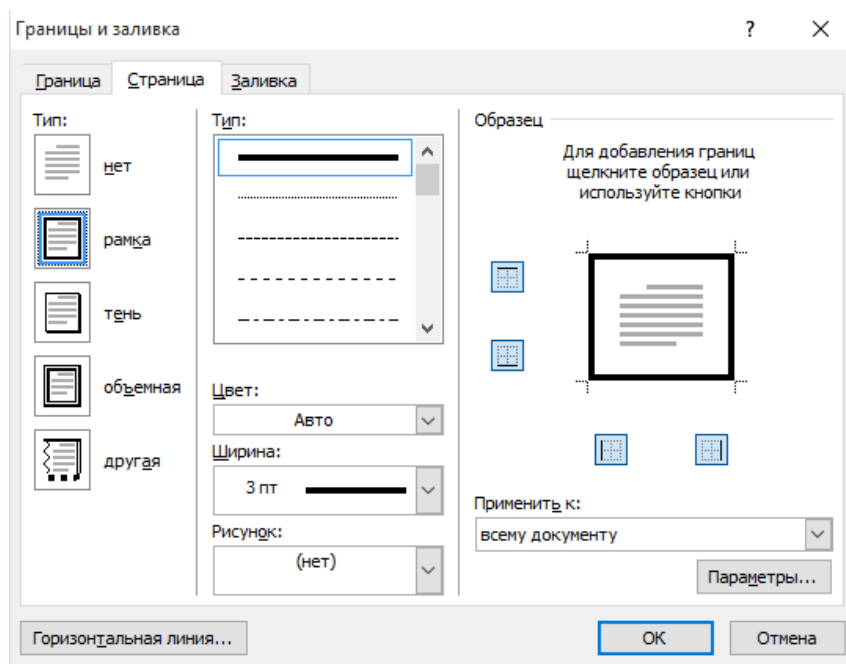 Границы и заливка
?
Граница
Страница
Заливка
Тип:
нет
рамка
тень
объемная
другая
Тип:
Цвет:
Авто
Ширина:
3 пт
Рисунок:
(нет)
Образец
Для добавления границ
щелкните образец или
используйте кнопки
Применить к:
всему документу
Параметры...
Горизонтальная линия...
ОК
Отмена